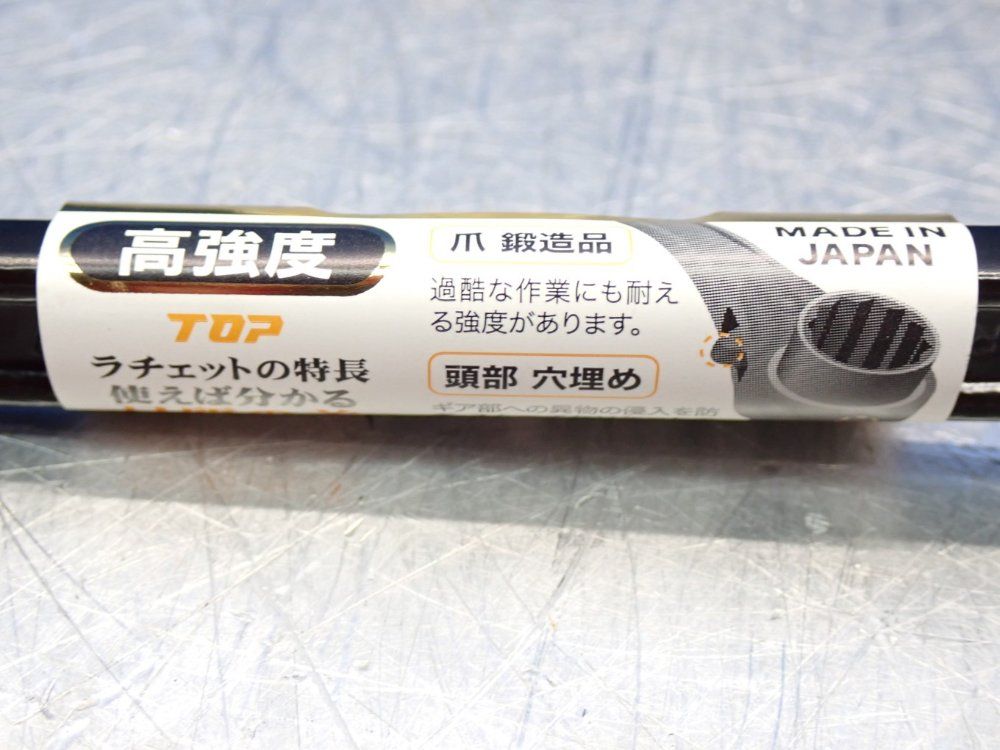 高強度
TOP
ラチェットの特長
使えば分かる
爪 鍛造品
過酷な作業にも耐え
る強度があります。
頭部 穴埋め
ギア部への異物の侵入を防
MADE IN
JAPAN